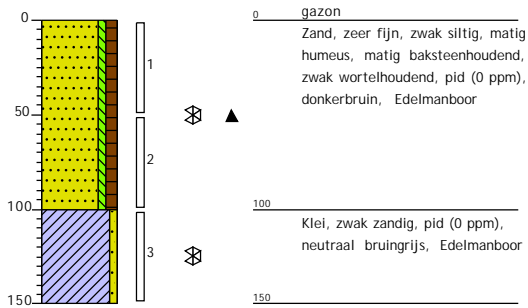 0
50
100
150
1
2
3
0
gazon
Zand, zeer fijn, zwak siltig, matig
humeus, matig baksteenhoudend,
zwak wortelhoudend, pid (0 ppm),
donkerbruin, Edelmanboor
100
Klei, zwak zandig, pid (0 ppm),
neutraal bruingrijs, Edelmanboor
150